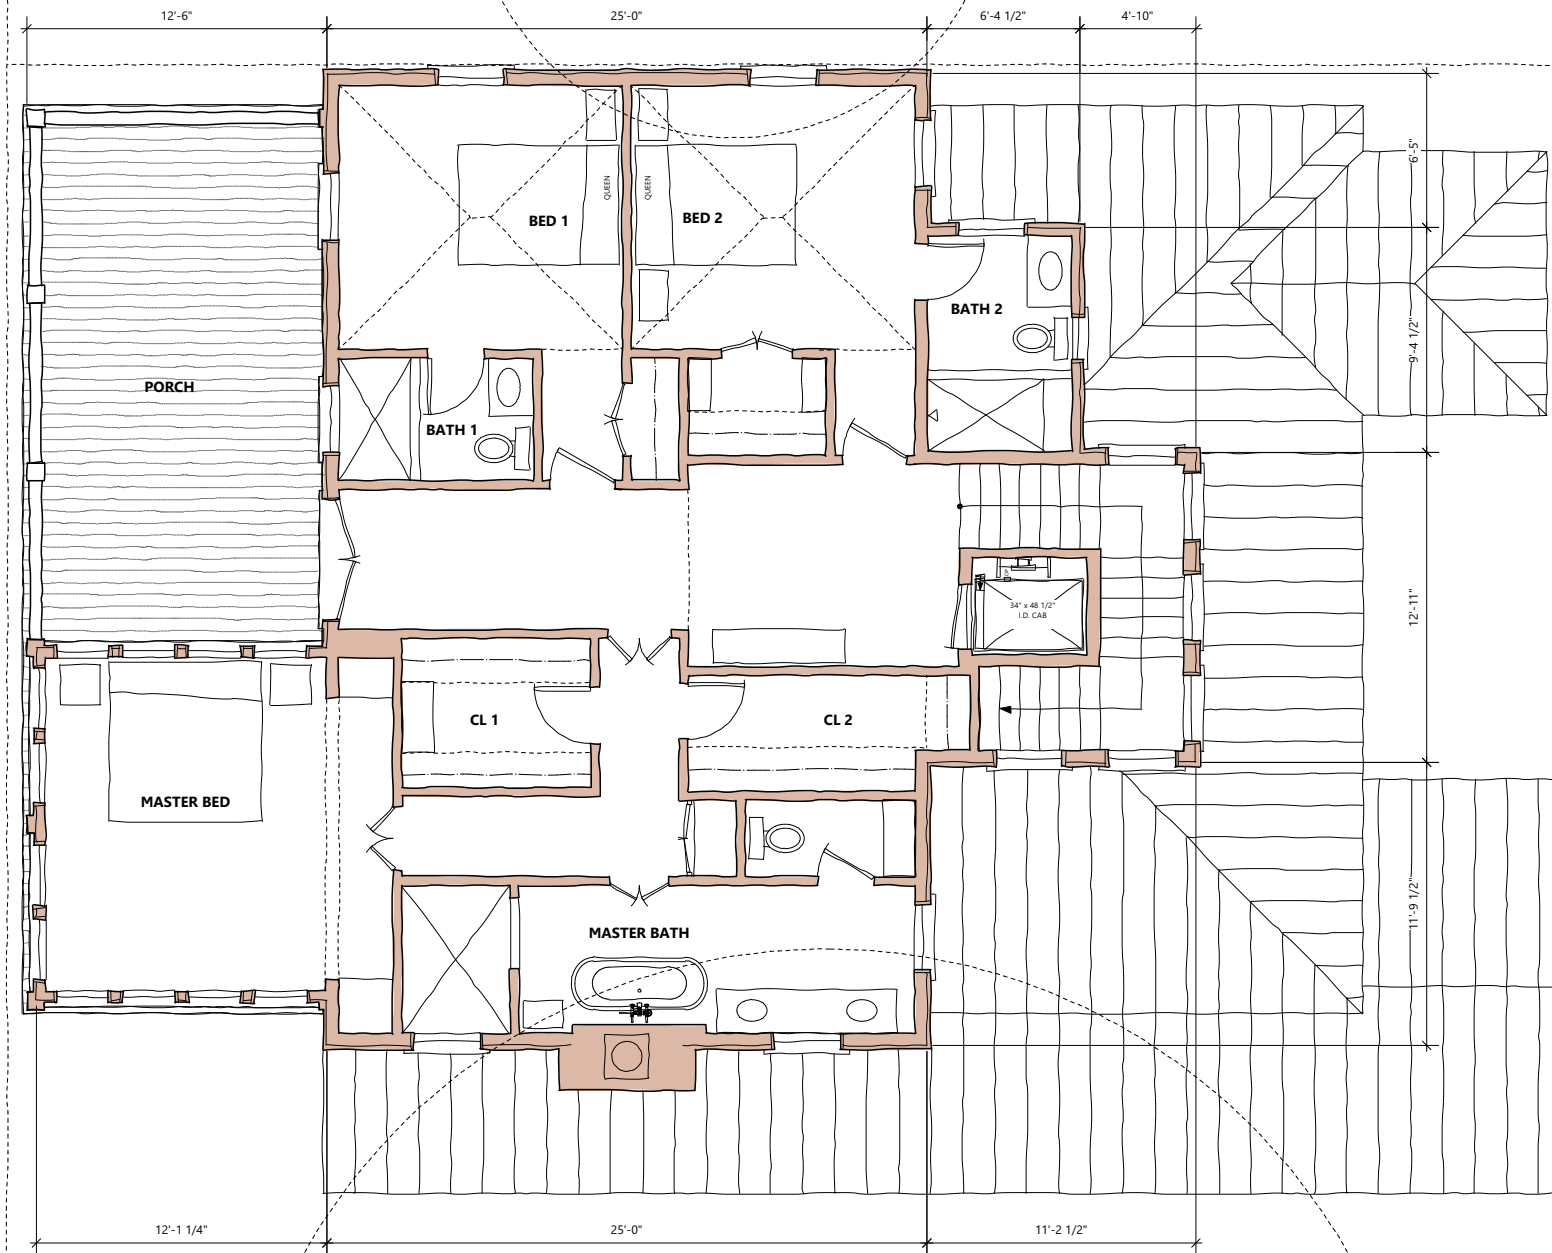 12'-6"
25'-0"
6'-4 1/2"
4'-10"
6'-5"
QUEEN
QUEEN
BED 1
BED 2
BATH 2
9'-4 1/2"
PORCH
BATH 1
34" x 48 1/2"
I.D. CAB
12'-11"
CL 1
CL 2
MASTER BED
11'-9 1/2"
MASTER BATH
12'-1 1/4"
25'-0"
11'-2 1/2"